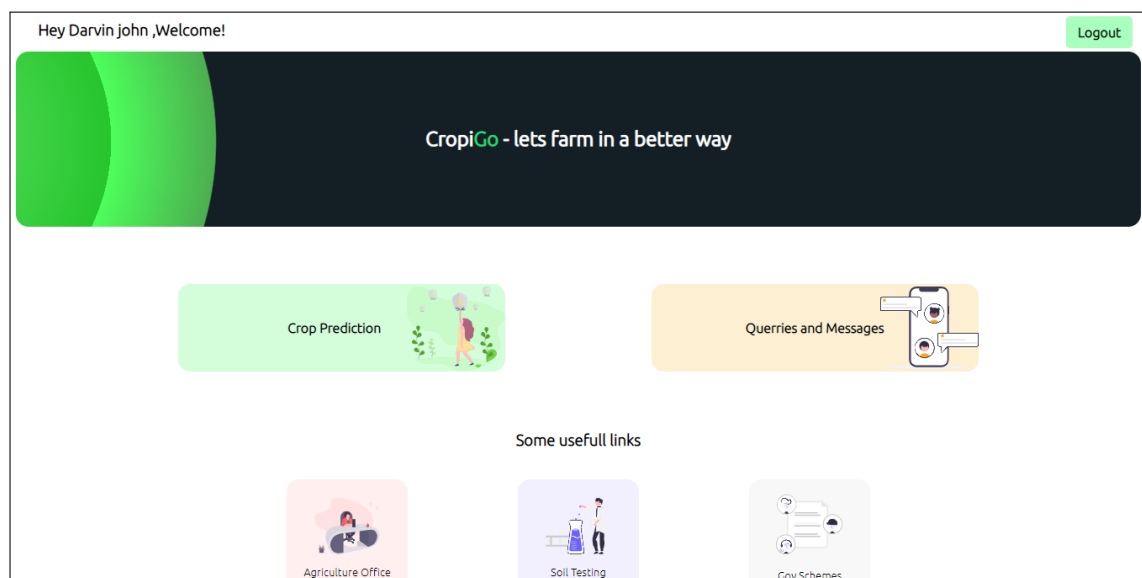 Hey Darvin john ,Welcome!
Logout
CropiGo - lets farm in a better way
Crop Prediction
Querries and Messages
Some usefull links
Agriculture Office
Soil Testing
Gov Schemes